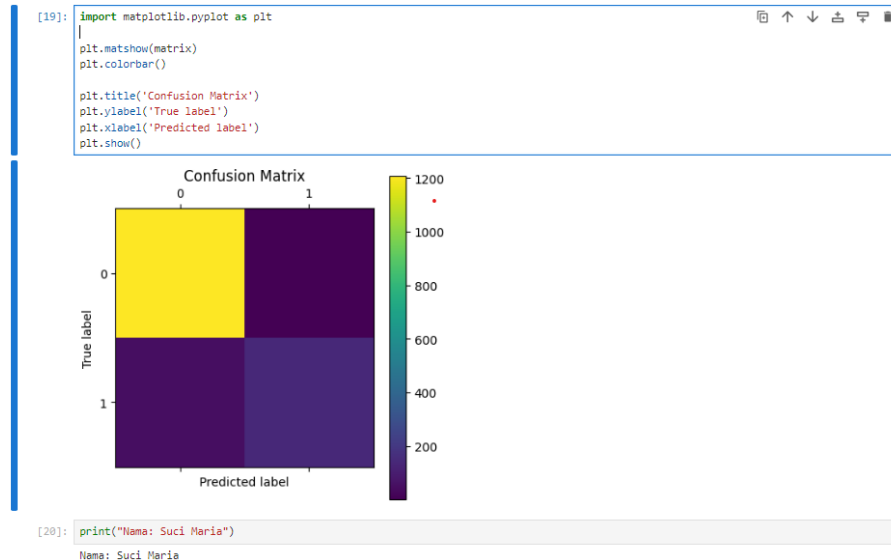 [19]: import matplotlib.pyplot as plt
plt.matshow(matrix)
plt.colorbar()
plt.title('Confusion Matrix')
plt.ylabel('True label')
plt.xlabel('Predicted label')
plt.show()
Confusion Matrix
0 1
1200
1000
800
600
400
200
0
1
True label
Predicted label
[20]: print("Nama: Suci Maria")
Nama: Suci Maria